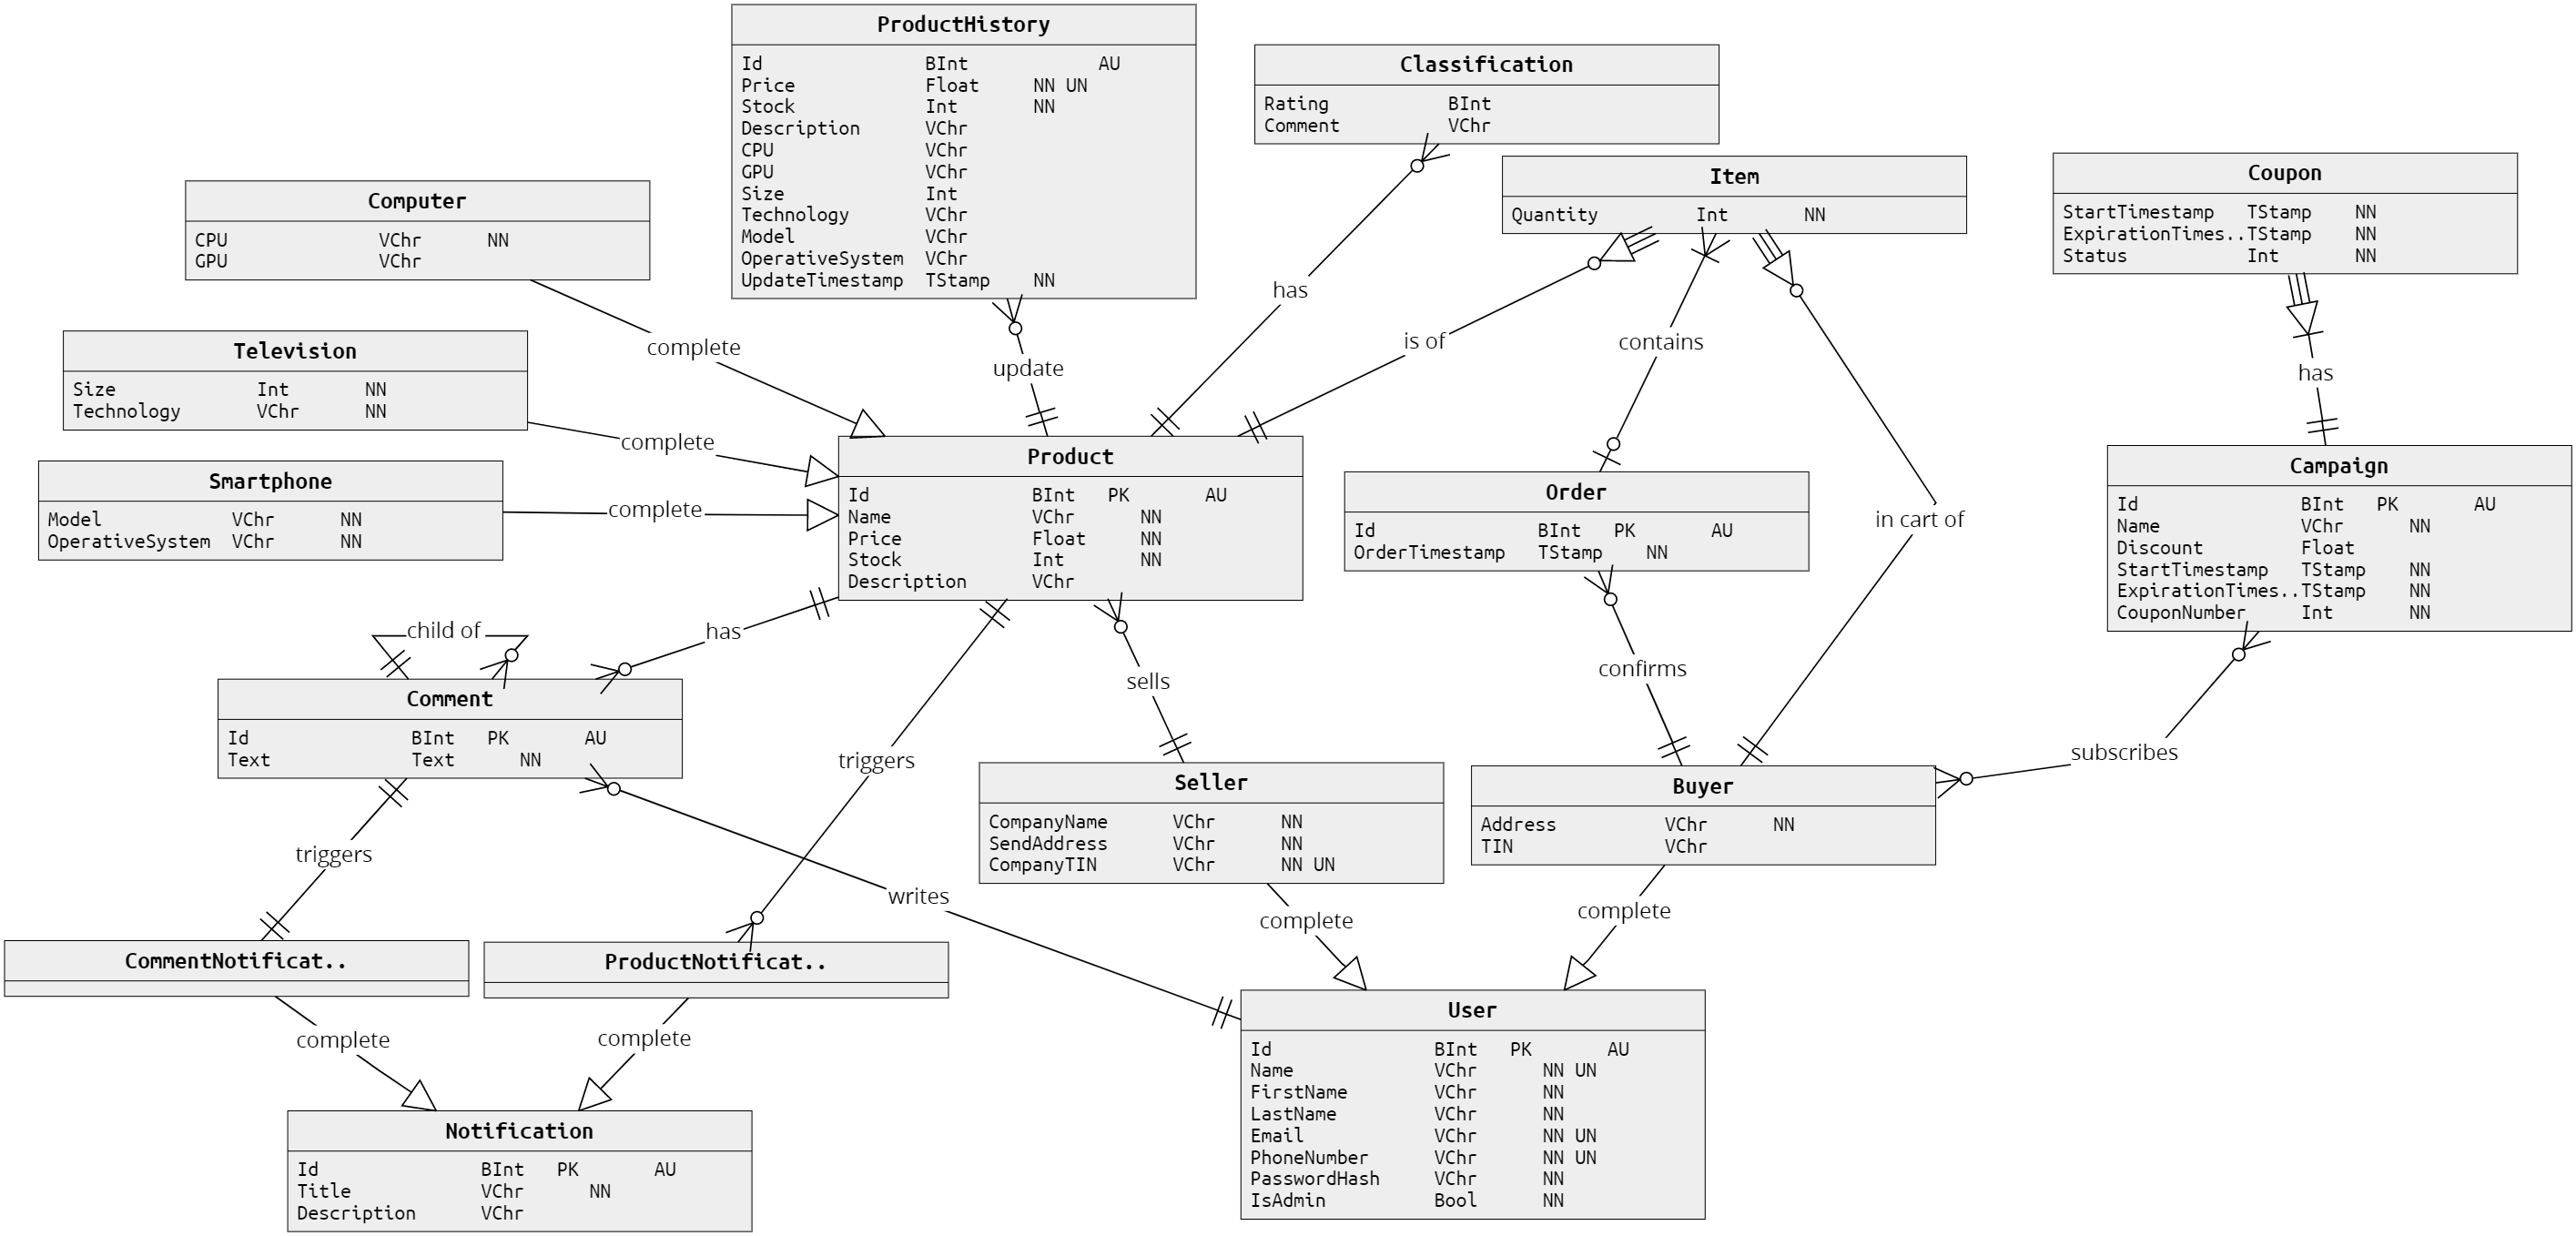 ProductHistory
Id BInt AU
Price Float NN UN
Stock Int NN
Description VChr
CPU VChr
GPU VChr
Size Int
Technology VChr
Model VChr
OperativeSystem VChr
UpdateTimestamp TStamp NN
Classification
Rating BInt
Comment VChr
Item
Quantity Int NN
Coupon
StartTimestamp TStamp NN
ExpirationTimes.. TStamp NN
Status Int NN
Computer
CPU VChr NN
GPU VChr
Television
Size Int NN
Technology VChr NN
Smartphone
Model VChr NN
OperativeSystem VChr NN
complete
complete
complete
update
has
is of
contains
in cart of
has
Product
Id BInt PK AU
Name VChr NN
Price Float NN
Stock Int NN
Description VChr
Order
Id BInt PK AU
OrderTimestamp TStamp NN
Campaign
Id BInt PK AU
Name VChr NN
Discount Float
StartTimestamp TStamp NN
ExpirationTimes.. TStamp NN
CouponNumber Int NN
child of
has
sells
confirms
triggers
subscribes
Comment
Id BInt PK AU
Text Text NN
Seller
CompanyName VChr NN
SendAddress VChr NN
CompanyTIN VChr NN UN
Buyer
Address VChr NN
TIN VChr
triggers
writes
complete
complete
CommentNotificat..
ProductNotificat..
complete
complete
User
Id BInt PK AU
Name VChr NN UN
FirstName VChr NN
LastName VChr NN
Email VChr NN UN
PhoneNumber VChr NN UN
PasswordHash VChr NN
IsAdmin Bool NN
Notification
Id BInt PK AU
Title VChr NN
Description VChr